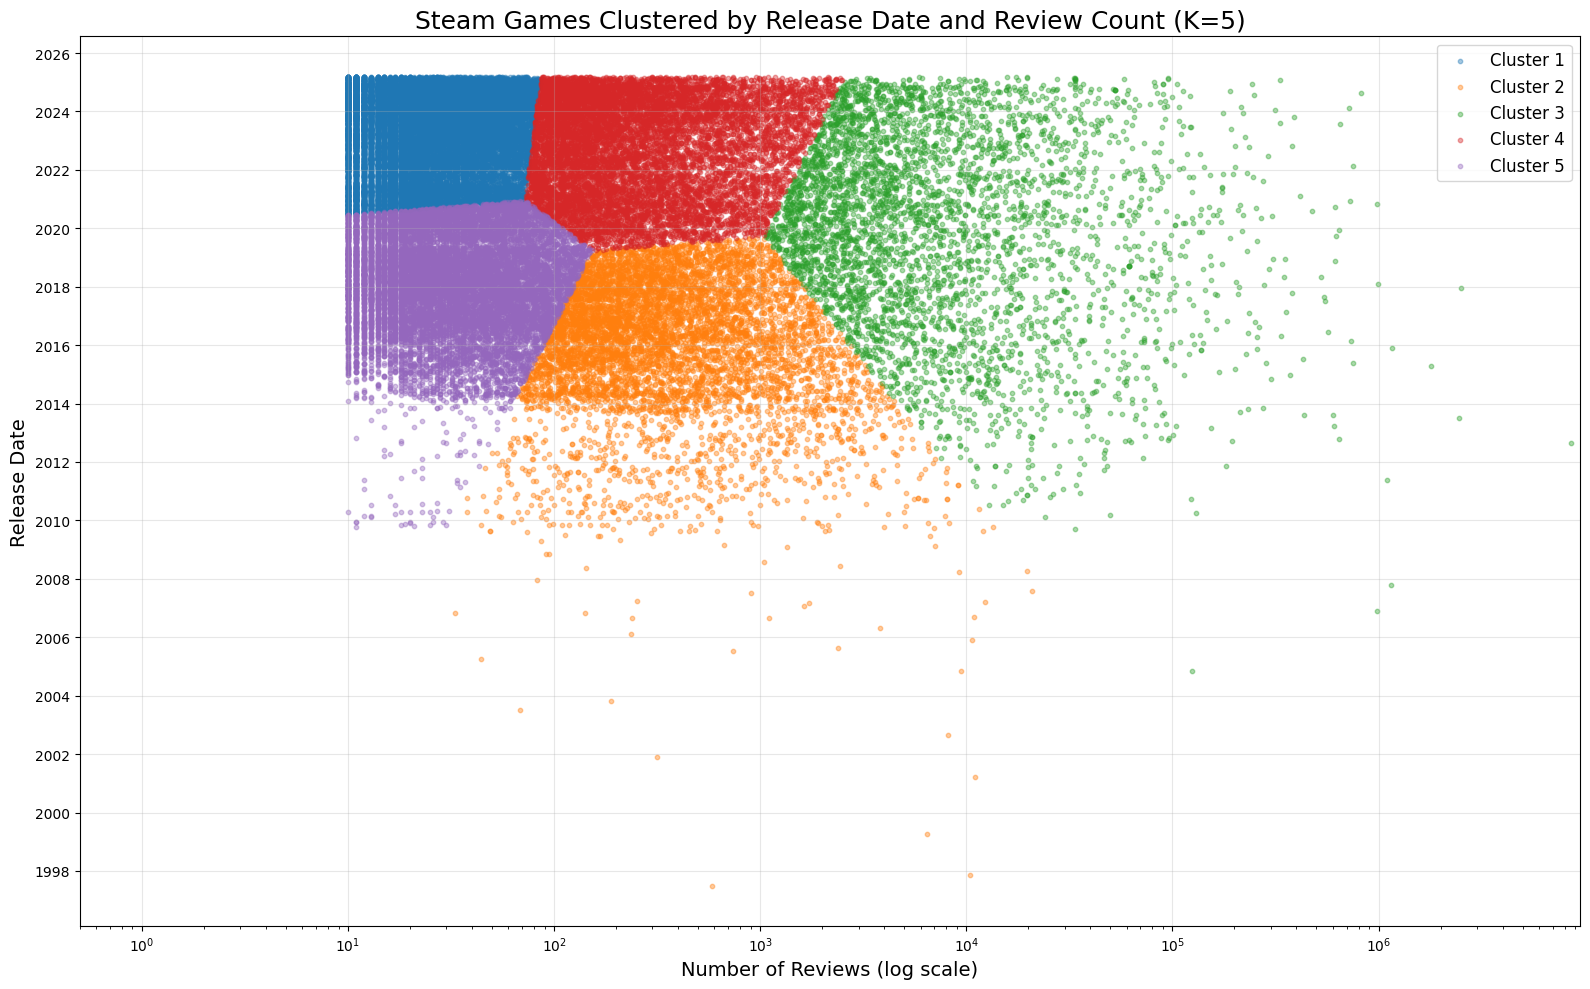 Steam Games Clustered by Release Date and Review Count (K=5)
Cluster 1
Cluster 2
Cluster 3
Cluster 4
Cluster 5
Release Date
2026
2024
2022
2020
2018
2016
2014
2012
2010
2008
2006
2004
2002
2000
1998
10⁰ 10¹ 10² 10³ 10⁴ 10⁵ 10⁶
Number of Reviews (log scale)